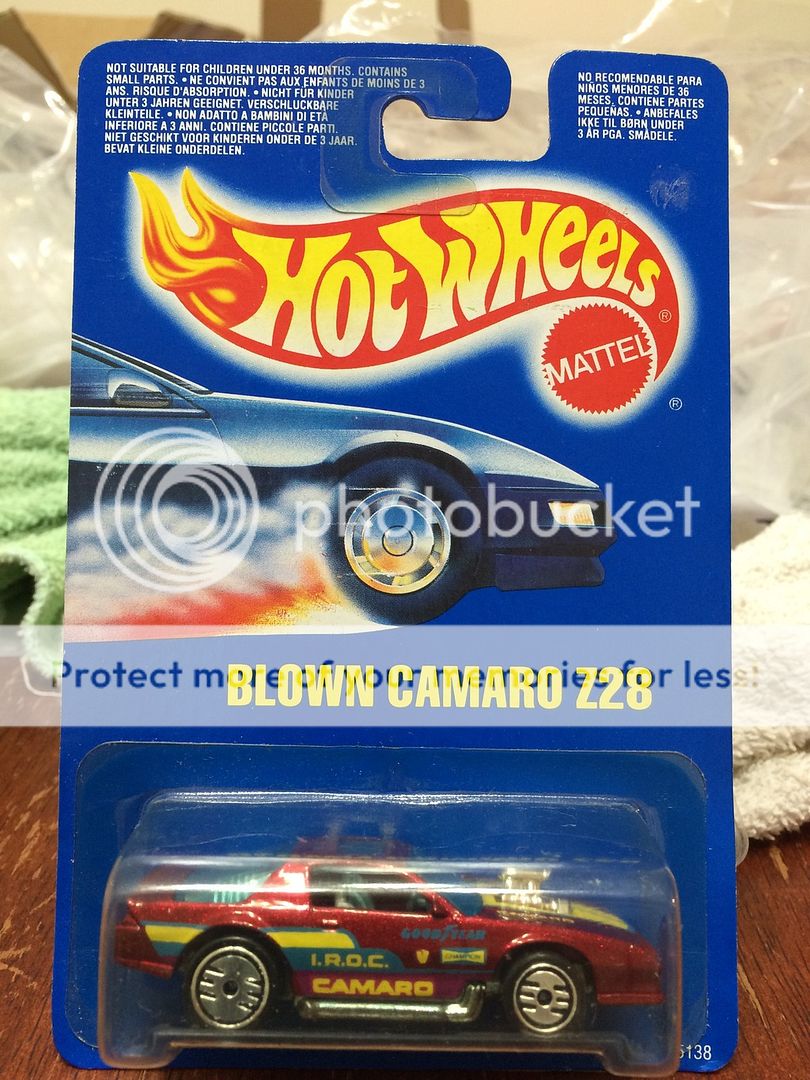 NOT SUITABLE FOR CHILDREN UNDER 36 MONTHS. CONTAINS
SMALL PARTS. • NE CONVIENT PAS AUX ENFANTS DE MOINS DE 3
ANS. RISQUE D'ABSORPTION. • NICHT FÜR KINDER
UNTER 3 JAHREN GEEIGNET. VERSCHLUCKBARE
KLEINTEILE. • NON ADATTO A BAMBINI DI ETÀ
INFERIORE A 3 ANNI. CONTIENE PICCOLE PARTI.
NIET GESCHIKT VOOR KINDEREN ONDER DE 3 JAAR.
BEVAT KLEINE ONDERDELEN.
NO RECOMENDABLE PARA
NIÑOS MENORES DE 36
MESES, CONTIENE PARTES
PEQUEÑAS. • ANBEFALES
IKKE TIL BØRN UNDER
3 ÅR PGA. SMÅDELE.
HOT WHEELS ®
MATTEL
®
photobucket
Protect more of your memories for less!
BLOWN CAMARO Z28
GOODYEAR
I.R.O.C.
CHAMPION
CAMARO
5138